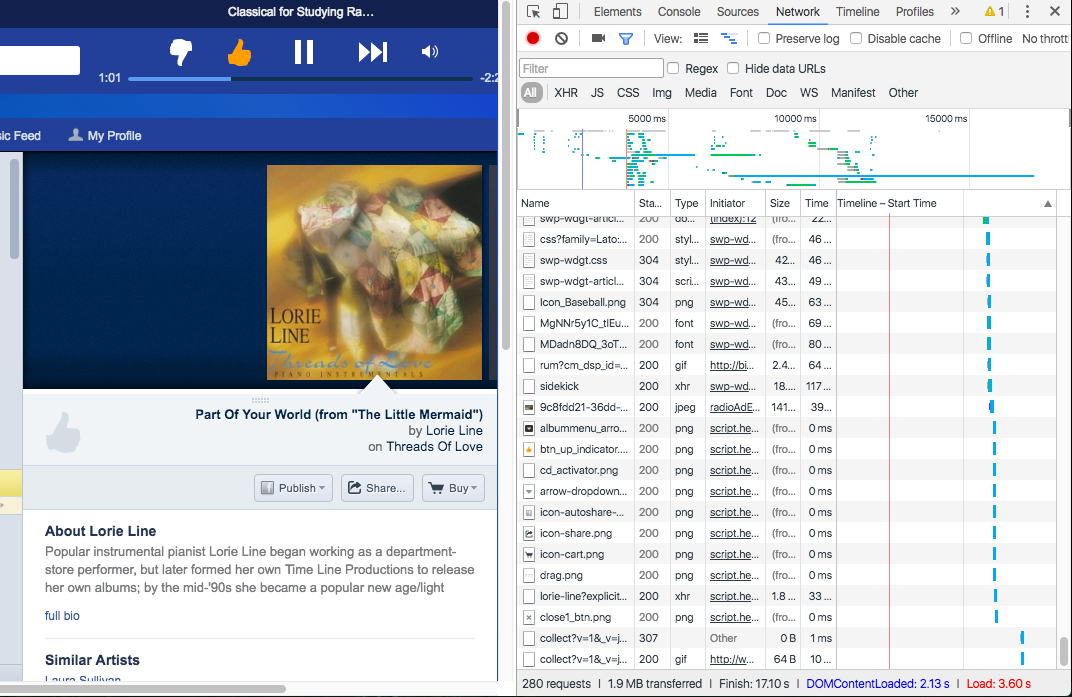 Classical for Studying Ra...
1:01
-2:2
sic Feed
My Profile
LORIE
LINE
Threads of Love
PIANO INSTRUMENTALS
Part Of Your World (from "The Little Mermaid")
by Lorie Line
on Threads Of Love
Publish
Share...
Buy
About Lorie Line
Popular instrumental pianist Lorie Line began working as a department-
store performer, but later formed her own Time Line Productions to release
her own albums; by the mid-'90s she became a popular new age/light
full bio
Similar Artists
Laura Sullivan
Elements Console Sources Network Timeline Profiles » 1
View: Preserve log Disable cache Offline No thrott
Filter Regex Hide data URLs
All XHR JS CSS Img Media Font Doc WS Manifest Other
5000 ms 10000 ms 15000 ms
Name Sta... Type Initiator Size Time Timeline – Start Time
swp-wdgt-articl... 200 do... (index):12 (fro... 22...
css?family=Lato:... 200 styl... swp-wd... (fro... 46 ...
swp-wdgt.css 304 styl... swp-wd... 42... 46 ...
swp-wdgt-articl... 304 scri... swp-wd... 43... 49 ...
Icon_Baseball.png 304 png swp-wd... 45... 63 ...
MgNNr5y1C_tIEu... 200 font swp-wd... (fro... 69 ...
MDadn8DQ_3oT... 200 font swp-wd... (fro... 80 ...
rum?cm_dsp_id=... 200 gif http://bi... 2.4... 64 ...
sidekick 200 xhr swp-wd... 18.... 117...
9c8fdd21-36dd-... 200 jpeg radioAdE... 141... 39...
albummenu_arro... 200 png script.he... (fro... 0 ms
btn_up_indicator.... 200 png script.he... (fro... 0 ms
cd_activator.png 200 png script.he... (fro... 0 ms
arrow-dropdown... 200 png script.he... (fro... 0 ms
icon-autoshare-... 200 png script.he... (fro... 0 ms
icon-share.png 200 png script.he... (fro... 0 ms
icon-cart.png 200 png script.he... (fro... 0 ms
drag.png 200 png script.he... (fro... 0 ms
lorie-line?explicit... 200 xhr script.he... 1.8 ... 33 ...
close1_btn.png 200 png script.he... (fro... 0 ms
collect?v=1&_v=j... 307 Other 0 B 1 ms
collect?v=1&_v=j... 200 gif http://w... 64 B 10 ...
280 requests | 1.9 MB transferred | Finish: 17.10 s | DOMContentLoaded: 2.13 s | Load: 3.60 s